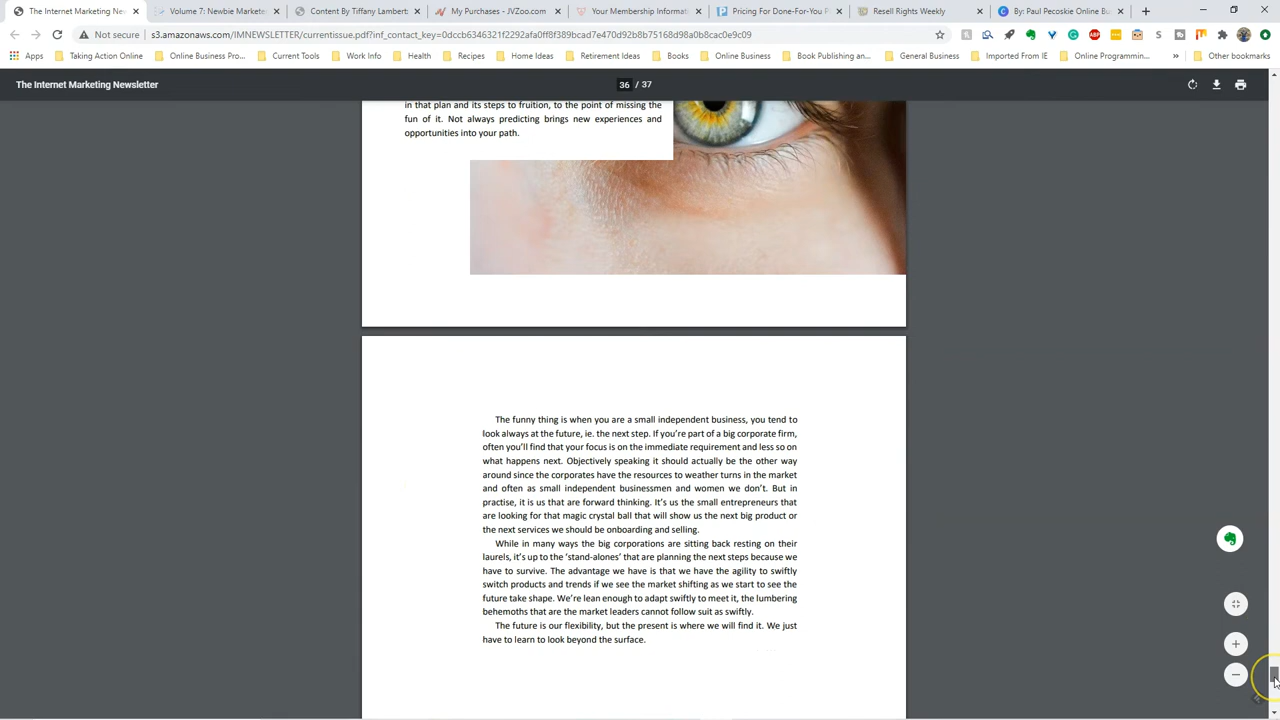 The Internet Marketing Nev
Volume 7: Newbie Markete
Content By Tiffany Lambert
My Purchases - JVZoo.com
Your Membership Informat
Pricing For Done-For-You P
Resell Rights Weekly
By: Paul Pecoskie Online Bu
Not secure
s3.amazonaws.com/IMNEWSLETTER/currentissue.pdf?inf_contact_key=0dccb6346321f2292afa0ff8f389bcad7e470d92b8b75168d98a0b8cac0e9c09
Apps
Taking Action Online
Online Business Pro...
Current Tools
Work Info
Health
Recipes
Home Ideas
Retirement Ideas
Books
Online Business
Book Publishing an...
General Business
Imported From IE
Online Programmin...
»
Other bookmarks
The Internet Marketing Newsletter
36 / 37
in that plan and its steps to fruition, to the point of missing the
fun of it. Not always predicting brings new experiences and
opportunities into your path.
The funny thing is when you are a small independent business, you tend to
look always at the future, ie. the next step. If you're part of a big corporate firm,
often you'll find that your focus is on the immediate requirement and less so on
what happens next. Objectively speaking it should actually be the other way
around since the corporates have the resources to weather turns in the market
and often as small independent businessmen and women we don't. But in
practise, it is us that are forward thinking. It's us the small entrepreneurs that
are looking for that magic crystal ball that will show us the next big product or
the next services we should be onboarding and selling.
While in many ways the big corporations are sitting back resting on their
laurels, it's up to the 'stand-alones' that are planning the next steps because we
have to survive. The advantage we have is that we have the agility to swiftly
switch products and trends if we see the market shifting as we start to see the
future take shape. We're lean enough to adapt swiftly to meet it, the lumbering
behemoths that are the market leaders cannot follow suit as swiftly.
The future is our flexibility, but the present is where we will find it. We just
have to learn to look beyond the surface.